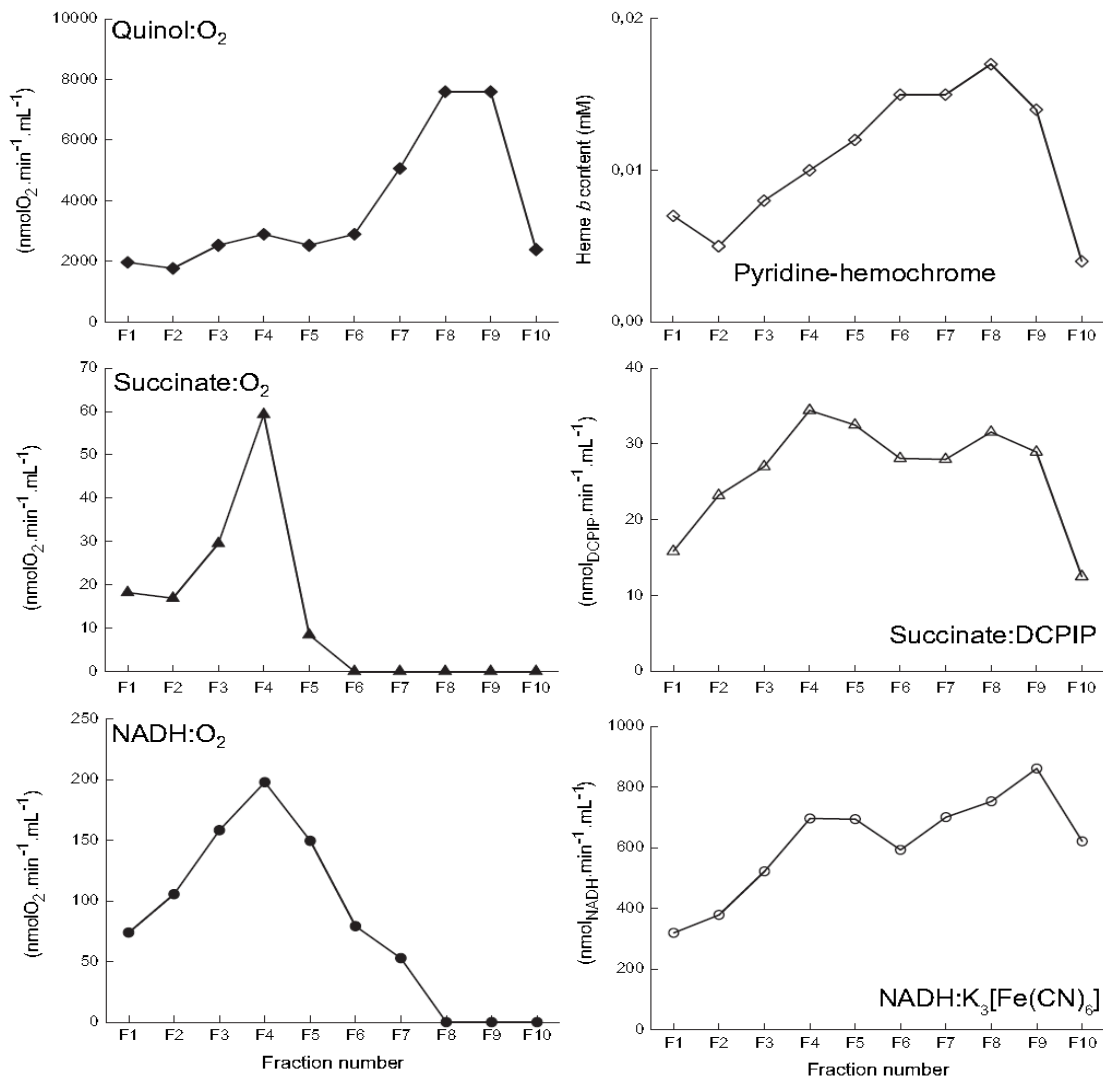 Quinol:O2
10000
8000
6000
4000
2000
0
(nmolO2.min-1.mL-1)
F1 F2 F3 F4 F5 F6 F7 F8 F9 F10
0,02
0,01
0,00
Heme b content (mM)
Pyridine-hemochrome
F1 F2 F3 F4 F5 F6 F7 F8 F9 F10
Succinate:O2
70
60
50
40
30
20
10
0
(nmolO2.min-1.mL-1)
F1 F2 F3 F4 F5 F6 F7 F8 F9 F10
40
30
20
10
0
(nmolDCPIP.min-1.mL-1)
Succinate:DCPIP
F1 F2 F3 F4 F5 F6 F7 F8 F9 F10
NADH:O2
250
200
150
100
50
0
(nmolO2.min-1.mL-1)
F1 F2 F3 F4 F5 F6 F7 F8 F9 F10
Fraction number
1000
800
600
400
200
0
(nmolNADH.min-1.mL-1)
NADH:K3[Fe(CN)6]
F1 F2 F3 F4 F5 F6 F7 F8 F9 F10
Fraction number